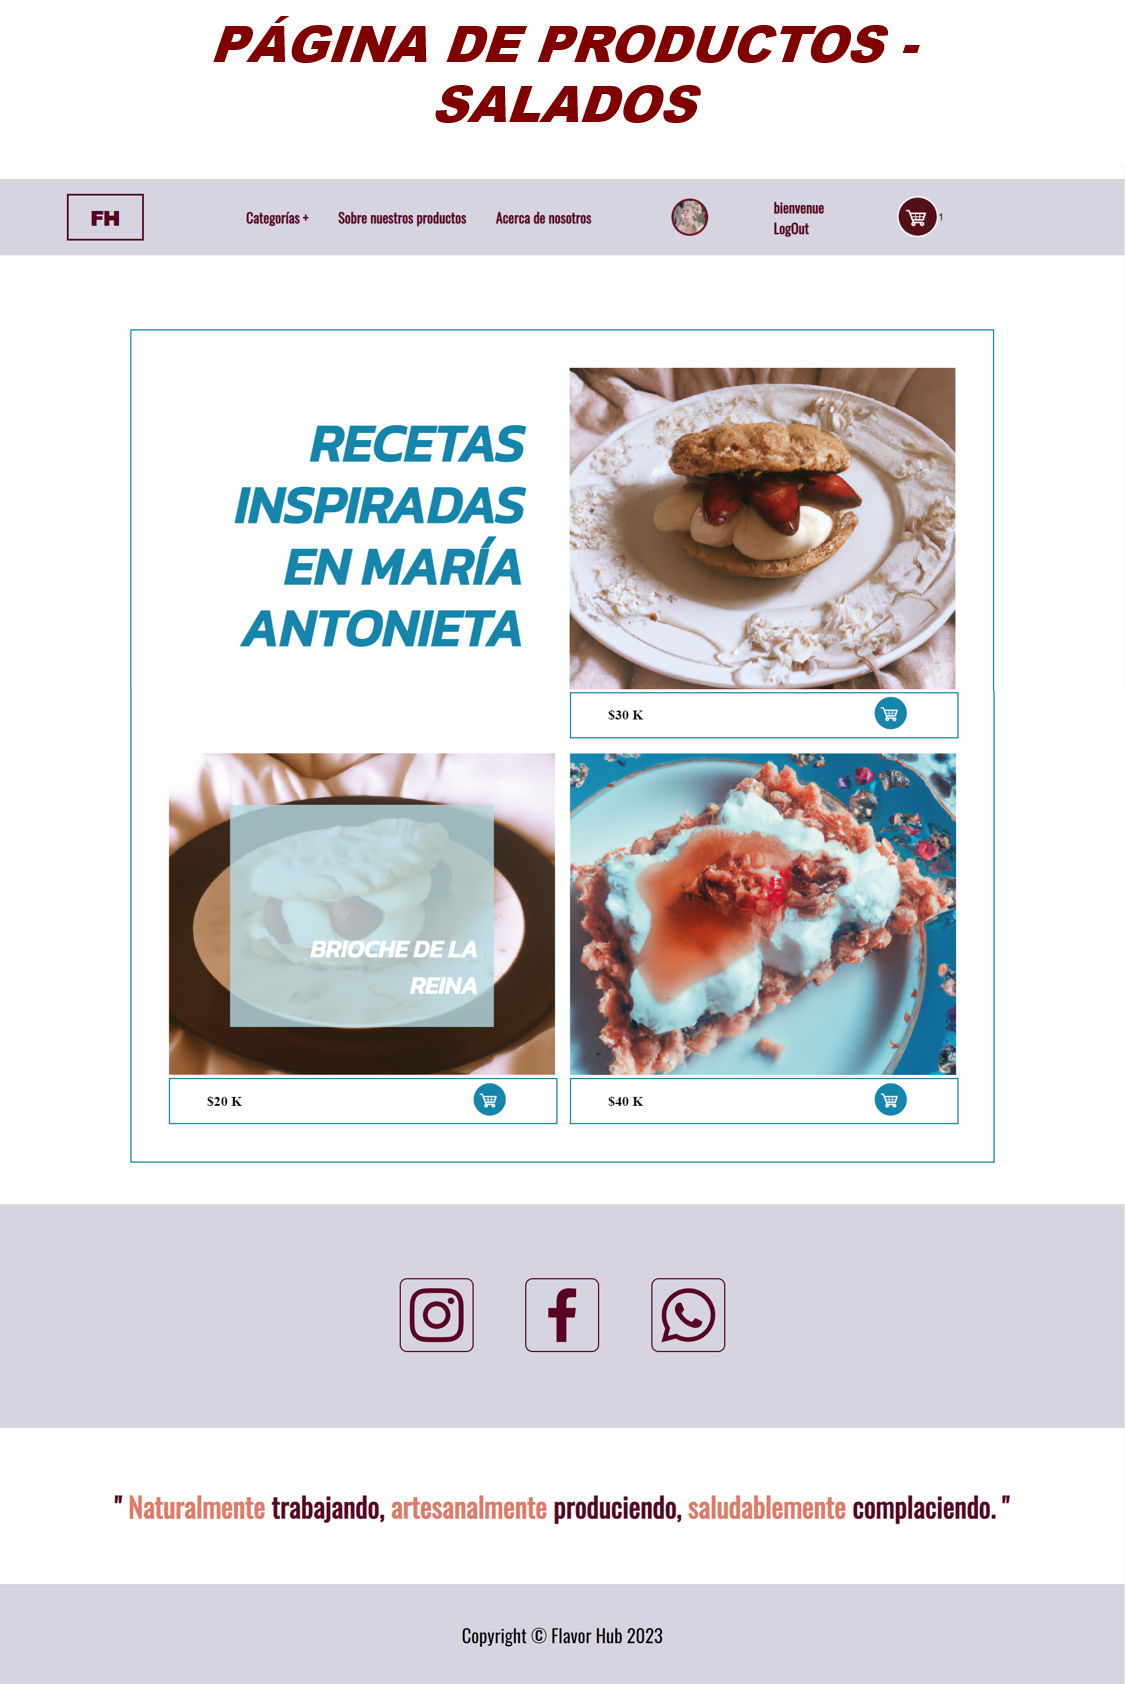 PÁGINA DE PRODUCTOS -
SALADOS
FH
Categorías +
Sobre nuestros productos
Acerca de nosotros
bienvenue
LogOut
1
RECETAS
INSPIRADAS
EN MARÍA
ANTONIETA
$30 K
BRIOCHE DE LA
REINA
$20 K
$40 K
" Naturalmente trabajando, artesanalmente produciendo, saludablemente complaciendo. "
Copyright © Flavor Hub 2023